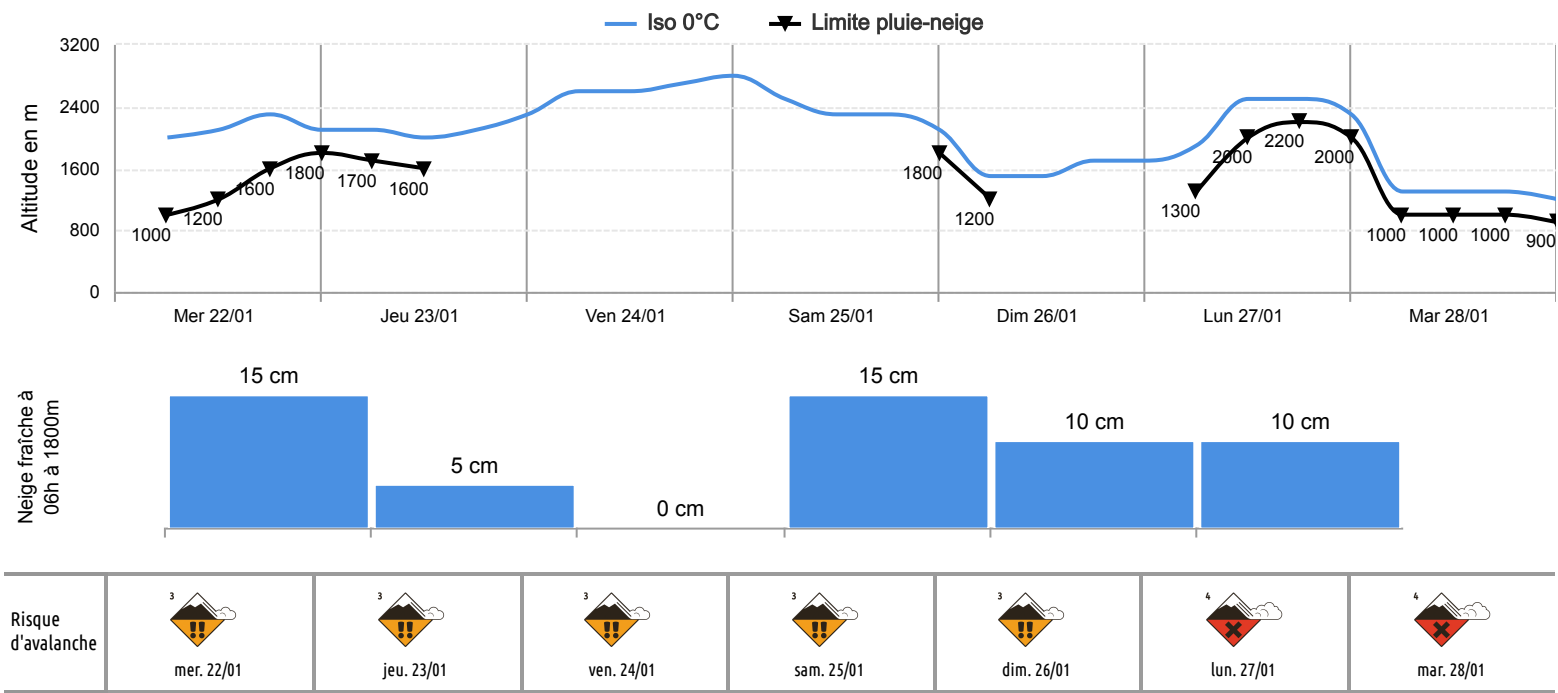 Iso 0°C Limite pluie-neige
3200
2400
1600
800
0
Altitude en m
1000
1200
1600
1800
1700
1600
1800
1200
1300
2000
2200
2000
1000
1000
1000
900
Mer 22/01 Jeu 23/01 Ven 24/01 Sam 25/01 Dim 26/01 Lun 27/01 Mar 28/01
Neige fraîche à
06h à 1800m
15 cm
5 cm
0 cm
15 cm
10 cm
10 cm
Risque
d'avalanche
3 3 3 3 3 4 4
!! !! !! !! !!
mer. 22/01 jeu. 23/01 ven. 24/01 sam. 25/01 dim. 26/01 lun. 27/01 mar. 28/01